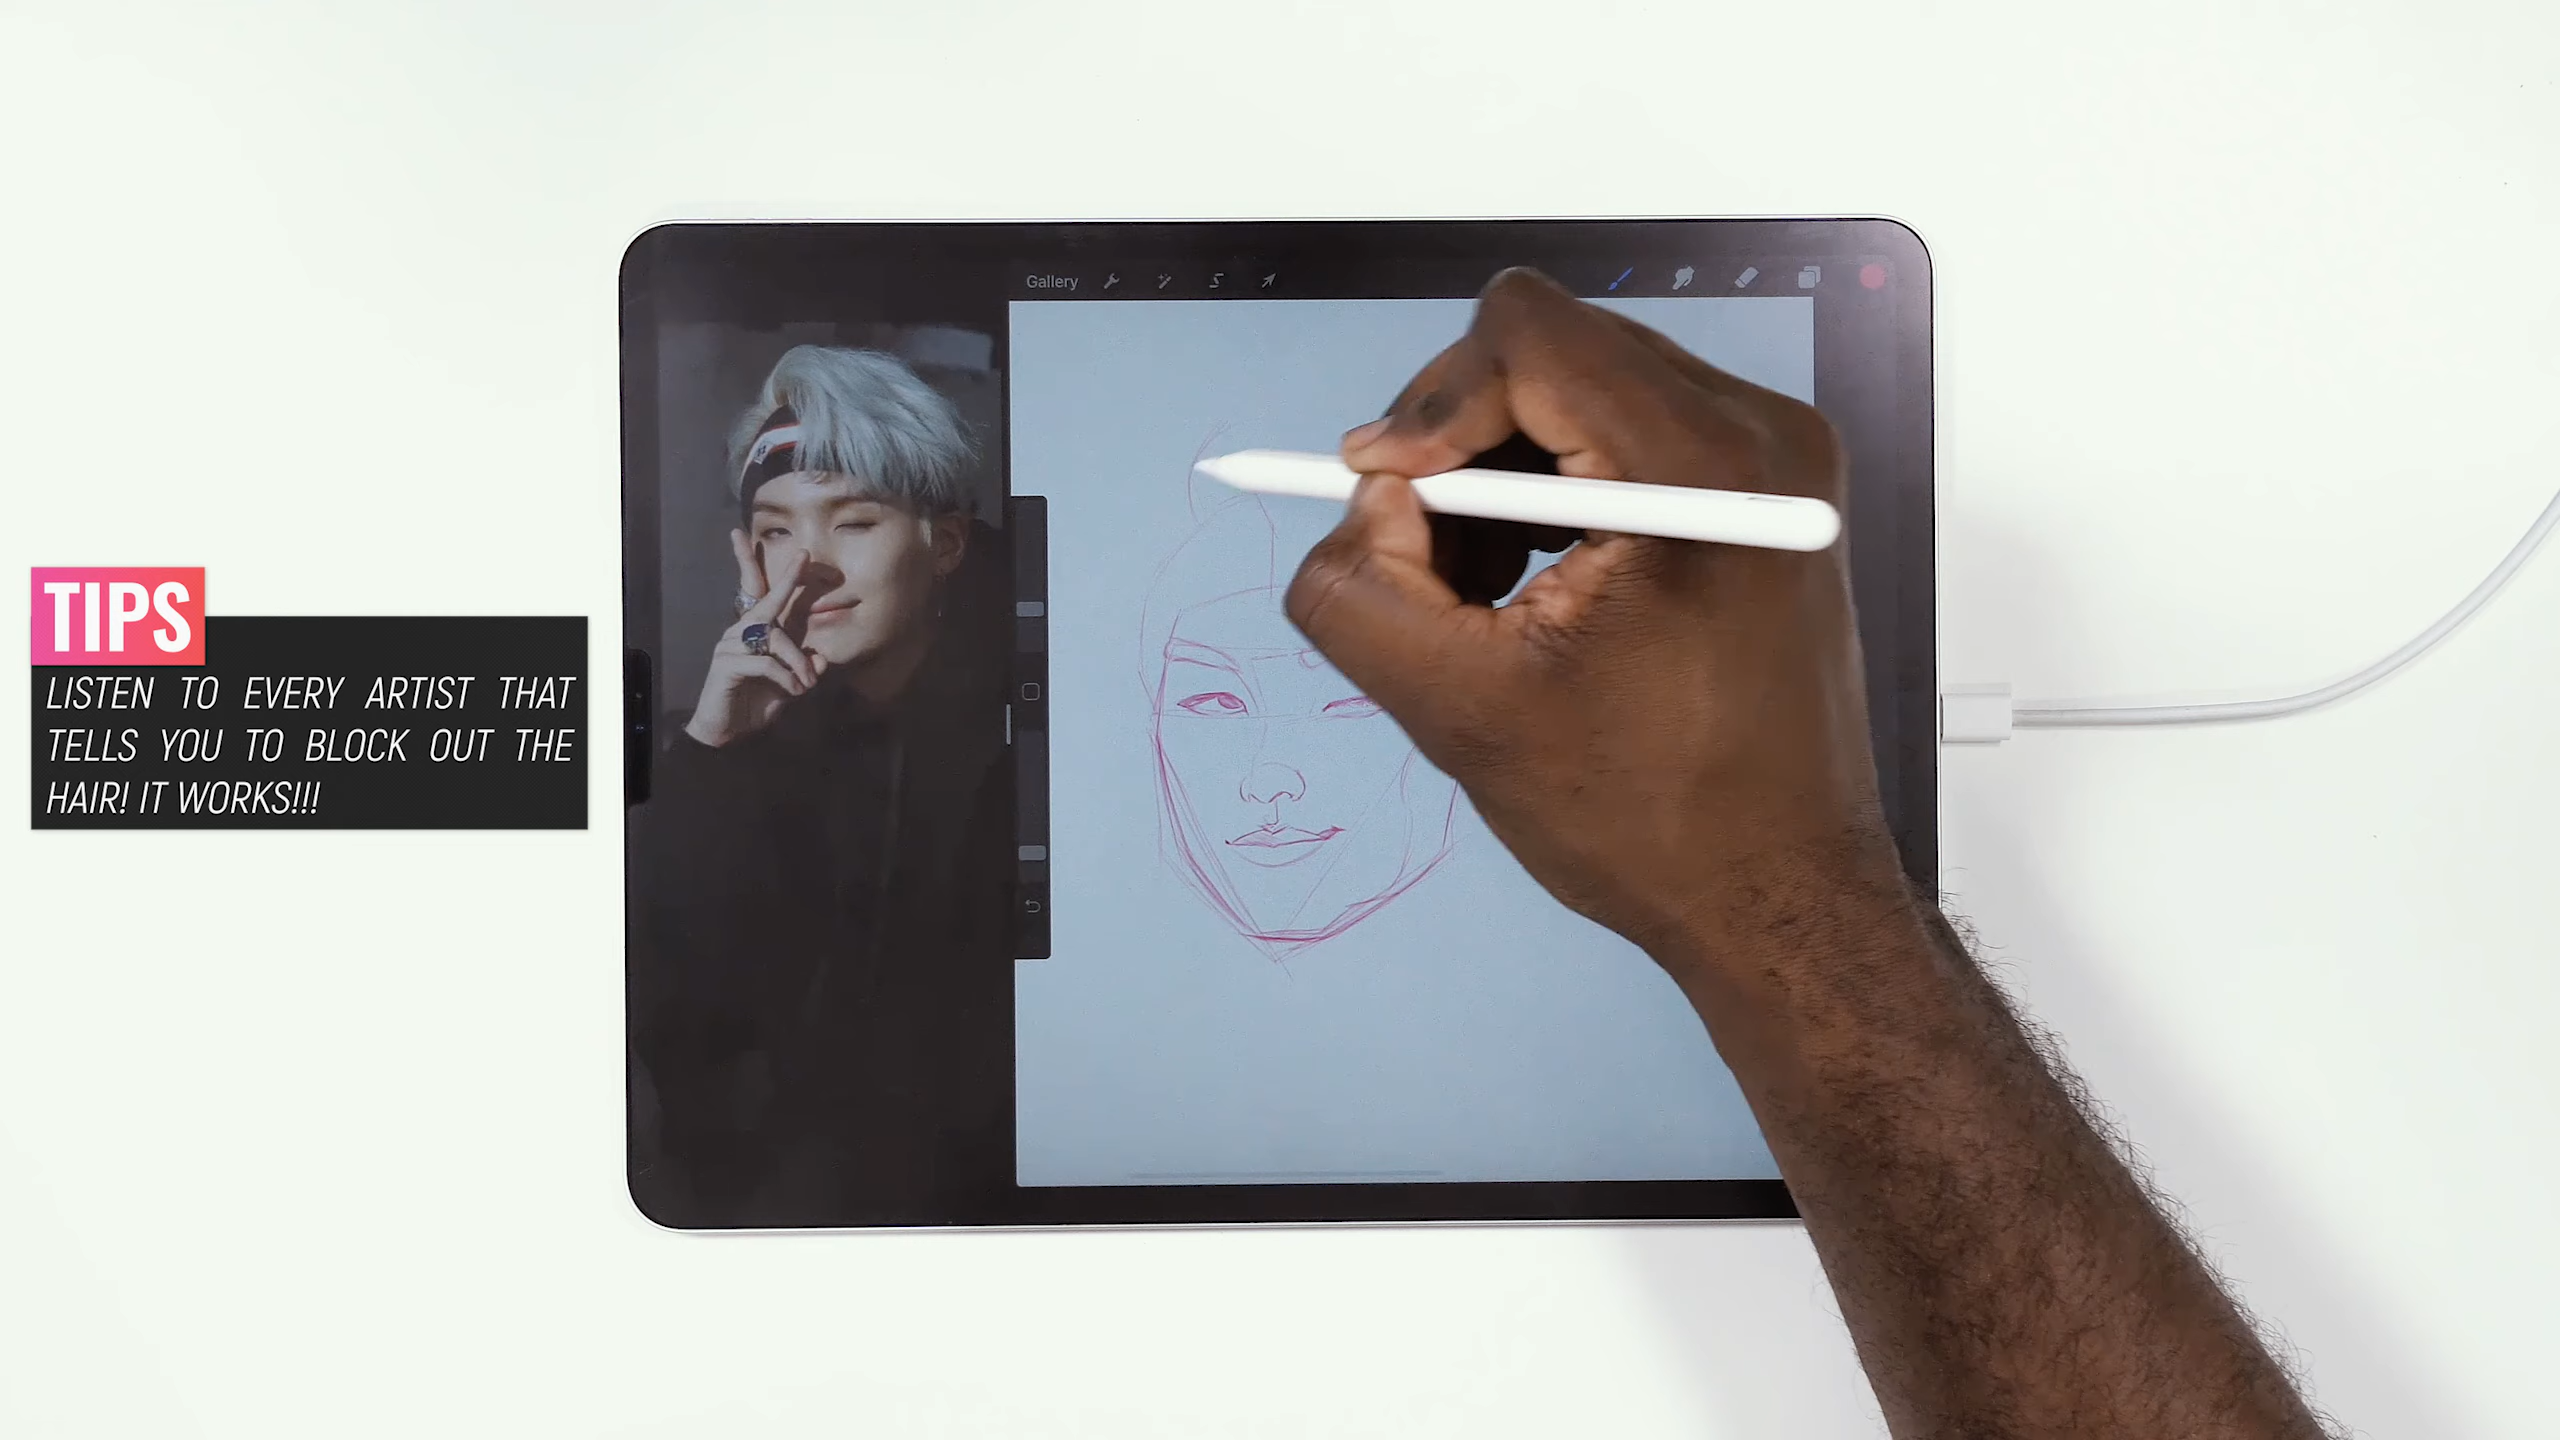 Gallery
TIPS
LISTEN TO EVERY ARTIST THAT
TELLS YOU TO BLOCK OUT THE
HAIR! IT WORKS!!!